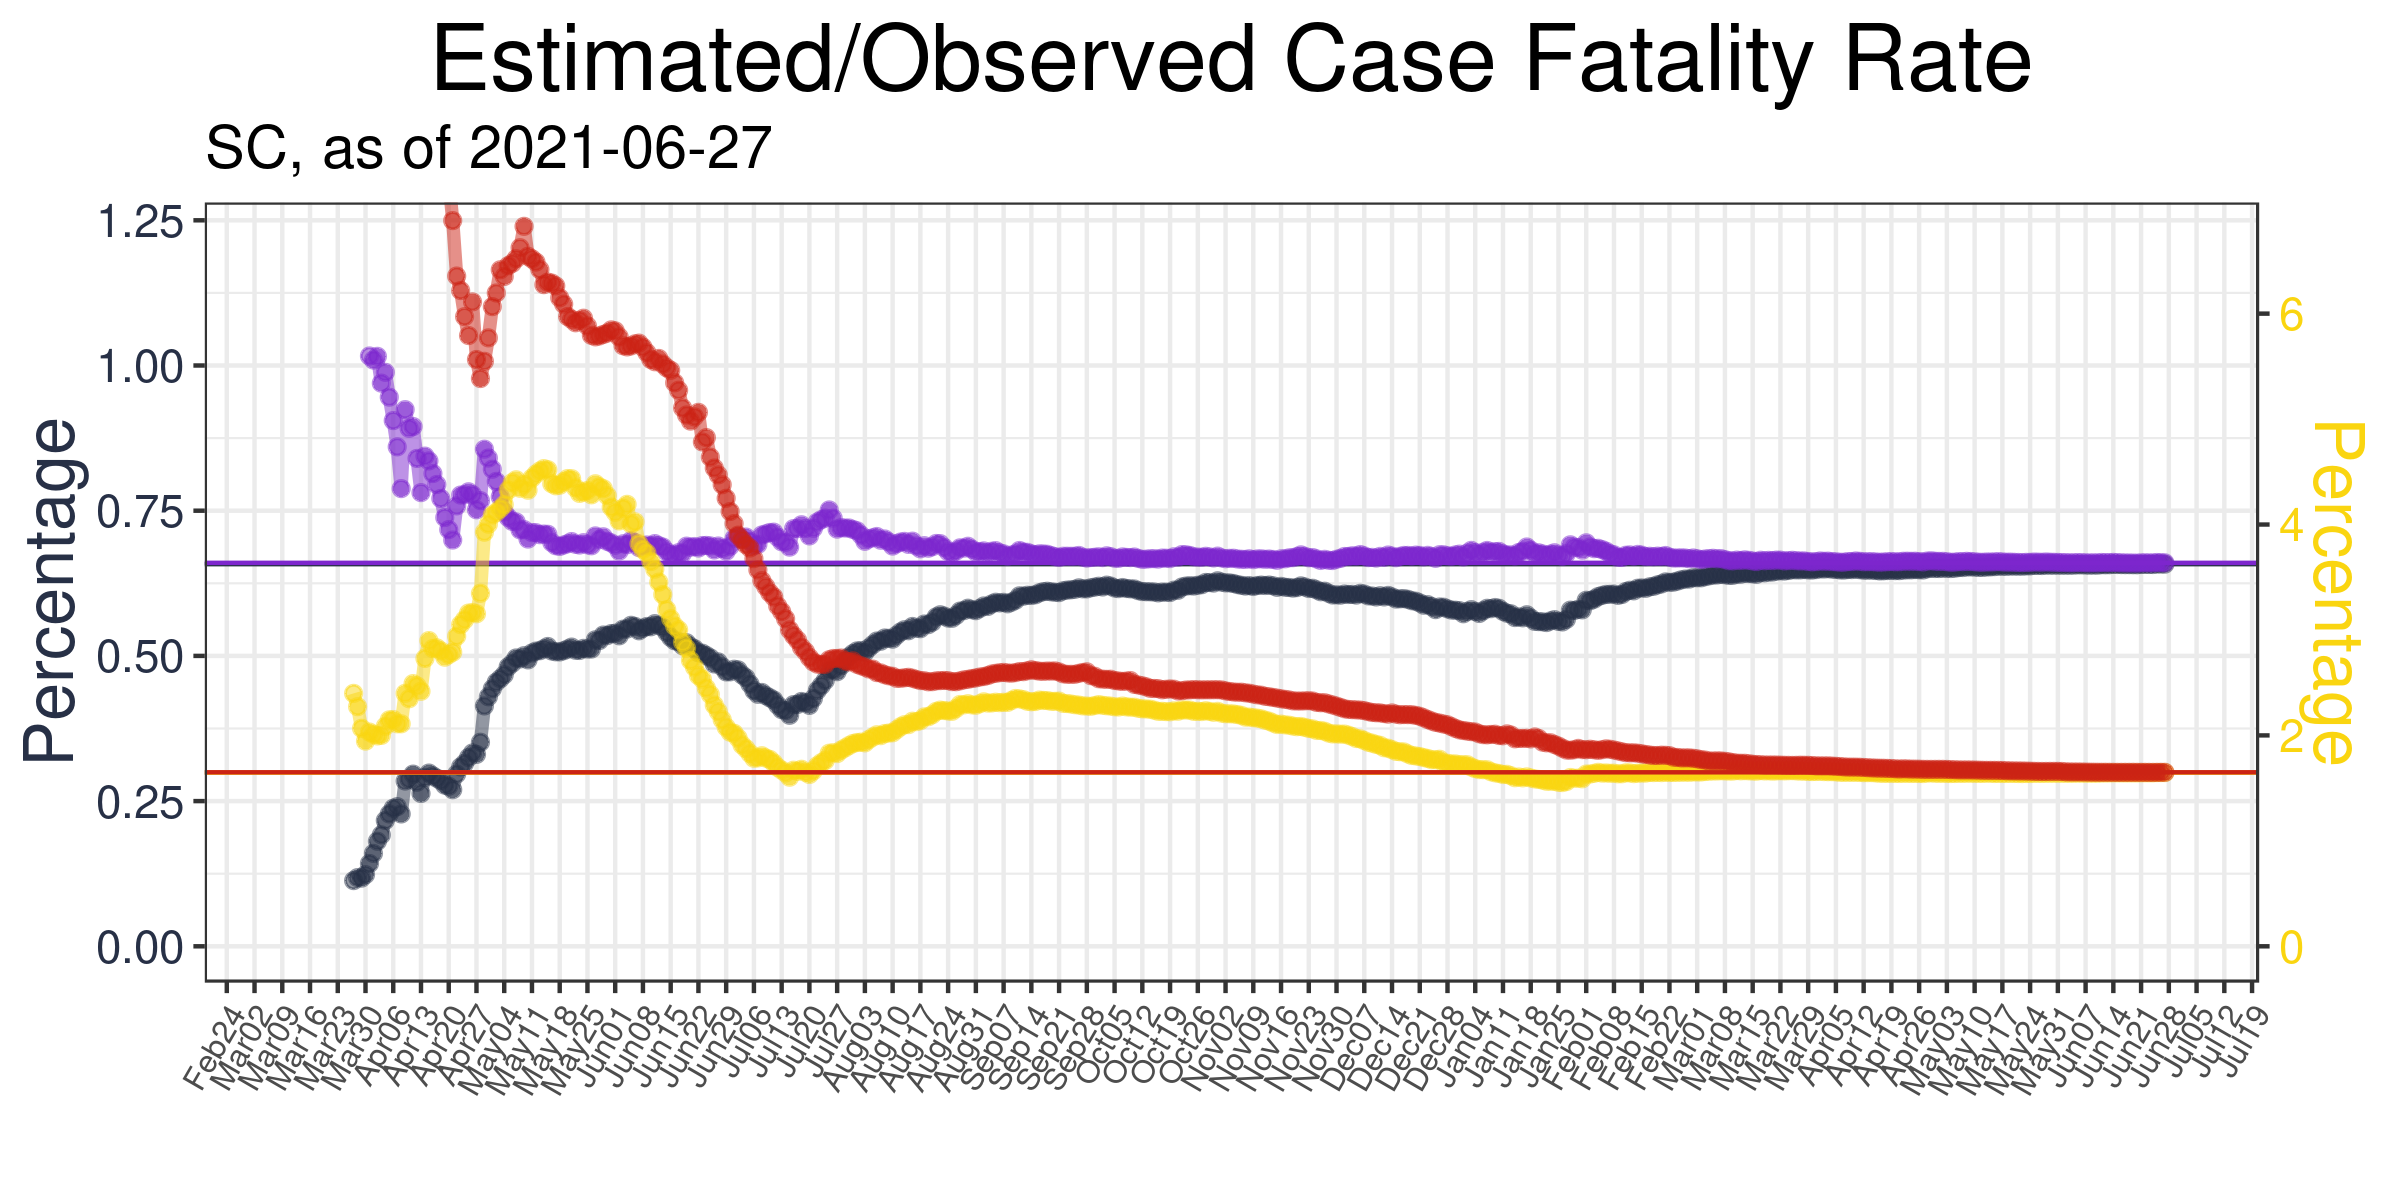 Estimated/Observed Case Fatality Rate
SC, as of 2021-06-27
Percentage
1.25
1.00
0.75
0.50
0.25
0.00
6
4
2
0
Percentage
Feb24
Mar02
Mar09
Mar16
Mar23
Mar30
Apr06
Apr13
Apr20
Apr27
May04
May11
May18
May25
Jun01
Jun08
Jun15
Jun22
Jun29
Jul06
Jul13
Jul20
Jul27
Aug03
Aug10
Aug17
Aug24
Aug31
Sep07
Sep14
Sep21
Sep28
Oct05
Oct12
Oct19
Oct26
Nov02
Nov09
Nov16
Nov23
Nov30
Dec07
Dec14
Dec21
Dec28
Jan04
Jan11
Jan18
Jan25
Feb01
Feb08
Feb15
Feb22
Mar01
Mar08
Mar15
Mar22
Mar29
Apr05
Apr12
Apr19
Apr26
May03
May10
May17
May24
May31
Jun07
Jun14
Jun21
Jun28
Jul05
Jul12
Jul19